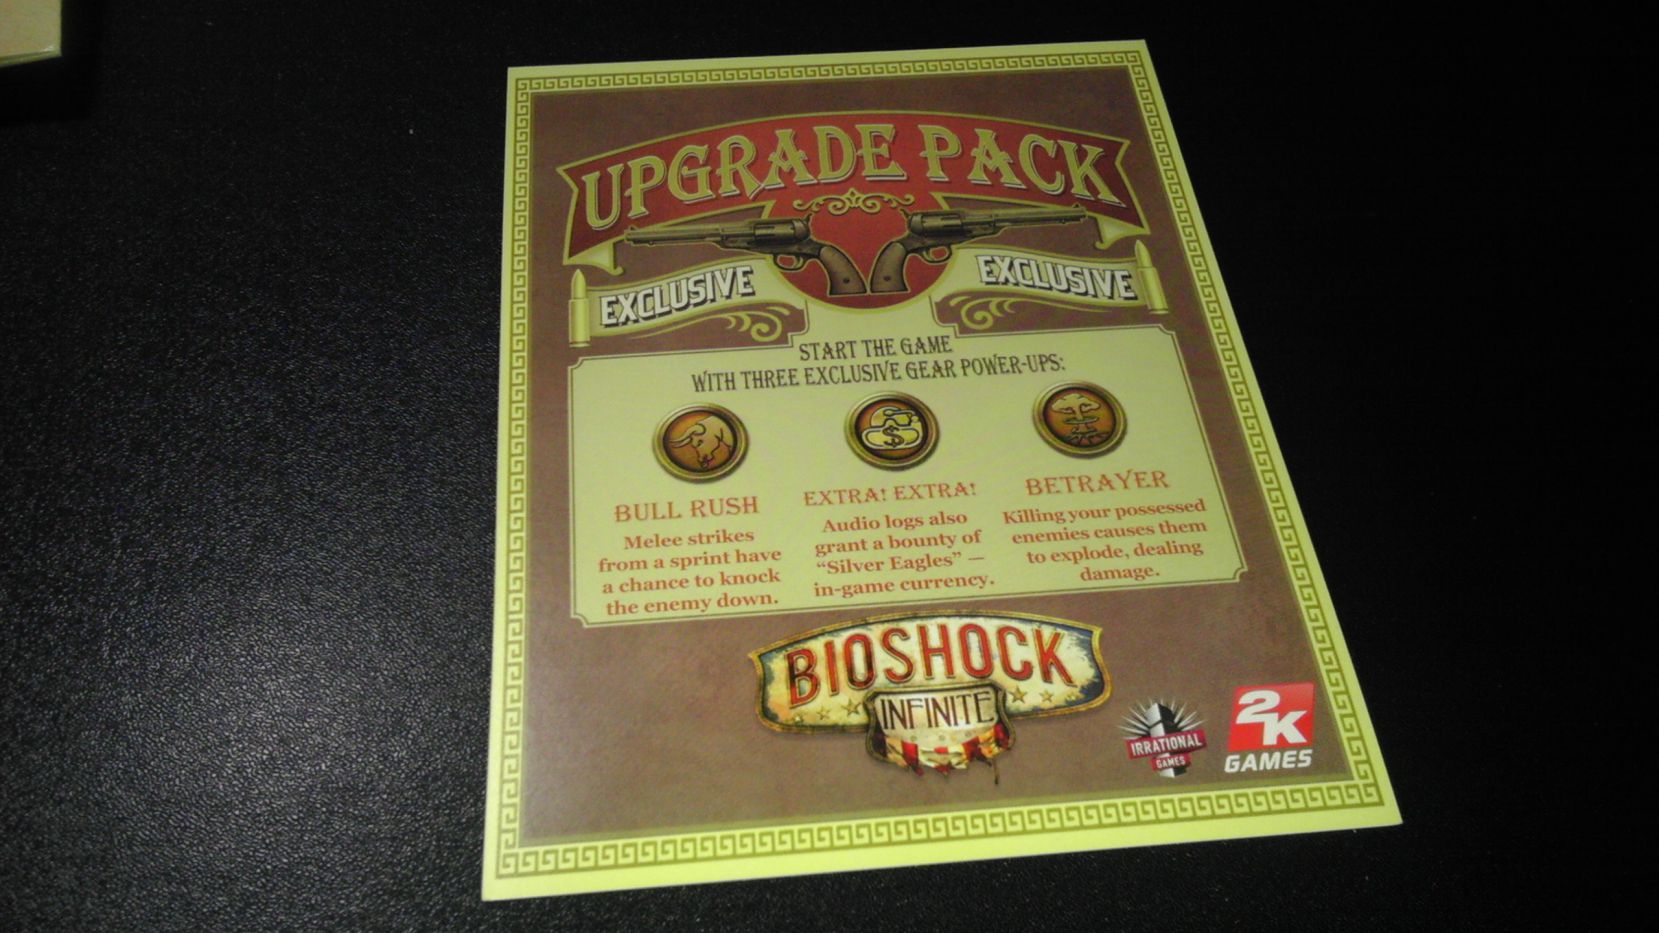 UPGRADE PACK
EXCLUSIVE
EXCLUSIVE
START THE GAME
WITH THREE EXCLUSIVE GEAR POWER-UPS:
$
BULL RUSH
Melee strikes
from a sprint have
a chance to knock
the enemy down.
EXTRA! EXTRA!
Audio logs also
grant a bounty of
“Silver Eagles” —
in-game currency.
BETRAYER
Killing your possessed
enemies causes them
to explode, dealing
damage.
BIOSHOCK
INFINITE
IRRATIONAL
GAMES
2K
GAMES